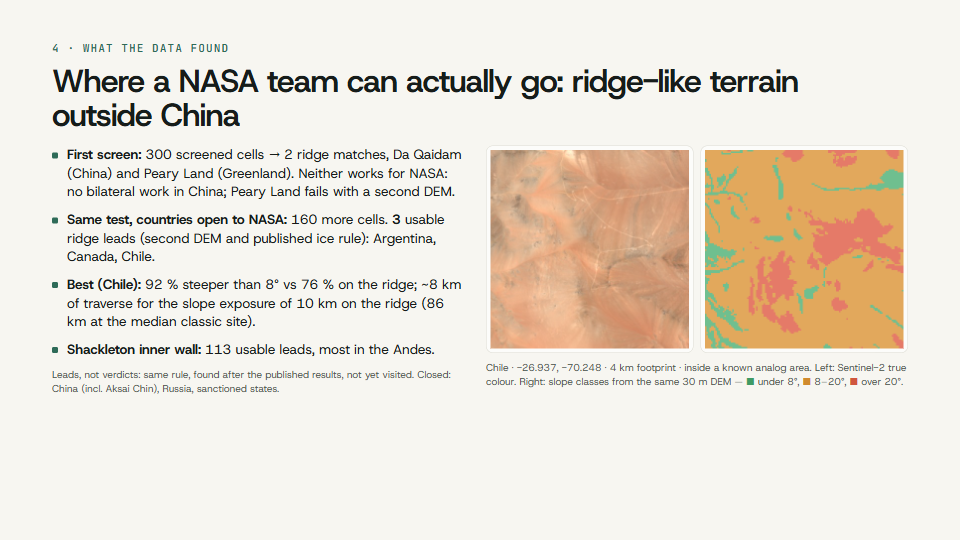 4 · WHAT THE DATA FOUND
Where a NASA team can actually go: ridge-like terrain
outside China
First screen: 300 screened cells → 2 ridge matches, Da Qaidam
(China) and Peary Land (Greenland). Neither works for NASA:
no bilateral work in China; Peary Land fails with a second DEM.
Same test, countries open to NASA: 160 more cells. 3 usable
ridge leads (second DEM and published ice rule): Argentina,
Canada, Chile.
Best (Chile): 92 % steeper than 8° vs 76 % on the ridge; ~8 km
of traverse for the slope exposure of 10 km on the ridge (86
km at the median classic site).
Shackleton inner wall: 113 usable leads, most in the Andes.
Leads, not verdicts: same rule, found after the published results, not yet visited. Closed:
China (incl. Aksai Chin), Russia, sanctioned states.
Chile · −26.937, −70.248 · 4 km footprint · inside a known analog area. Left: Sentinel-2 true
colour. Right: slope classes from the same 30 m DEM — ■ under 8°, ■ 8–20°, ■ over 20°.